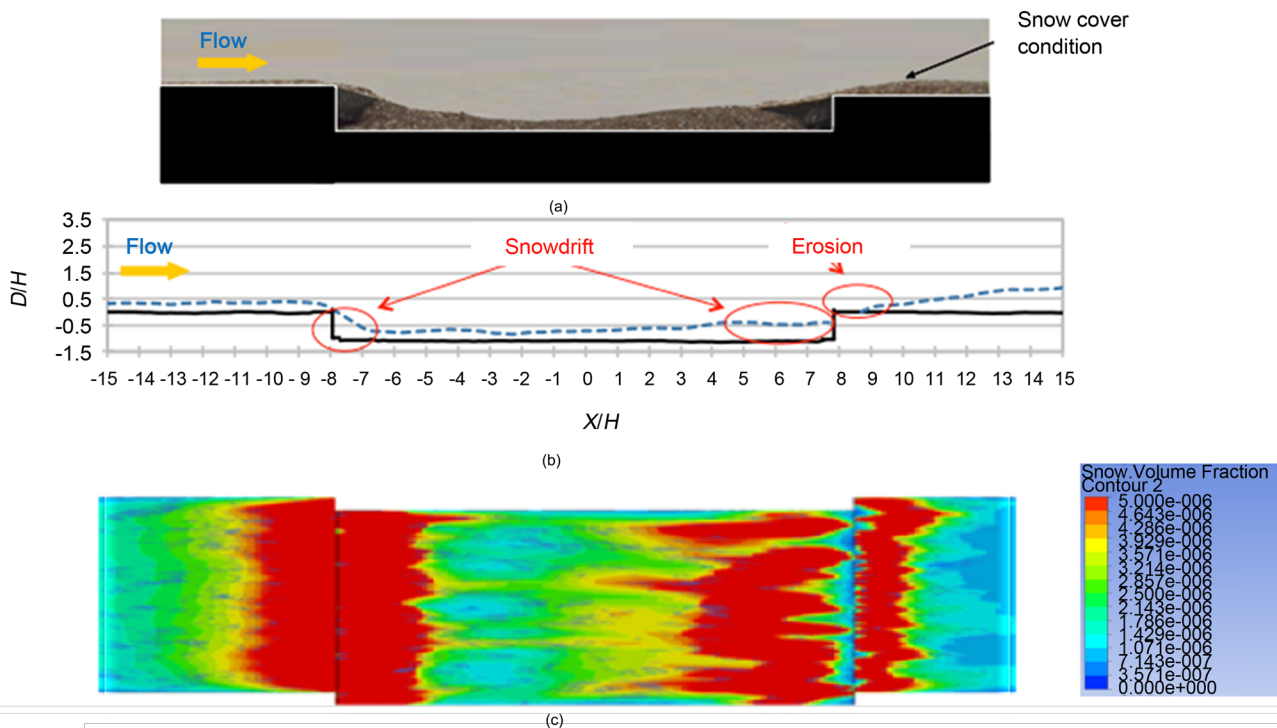 Flow
Snow cover
condition
(a)
3.5
2.5
1.5
0.5
-0.5
-1.5
D/H
Flow
Snowdrift
Erosion
-15 -14 -13 -12 -11 -10 - 9 -8 -7 -6 -5 -4 -3 -2 -1 0 1 2 3 4 5 6 7 8 9 10 11 12 13 14 15
X/H
(b)
Snow.Volume Fraction
Contour 2
5.000e-006
4.643e-006
4.286e-006
3.929e-006
3.571e-006
3.214e-006
2.857e-006
2.500e-006
2.143e-006
1.786e-006
1.429e-006
1.071e-006
7.143e-007
3.571e-007
0.000e+000
(c)